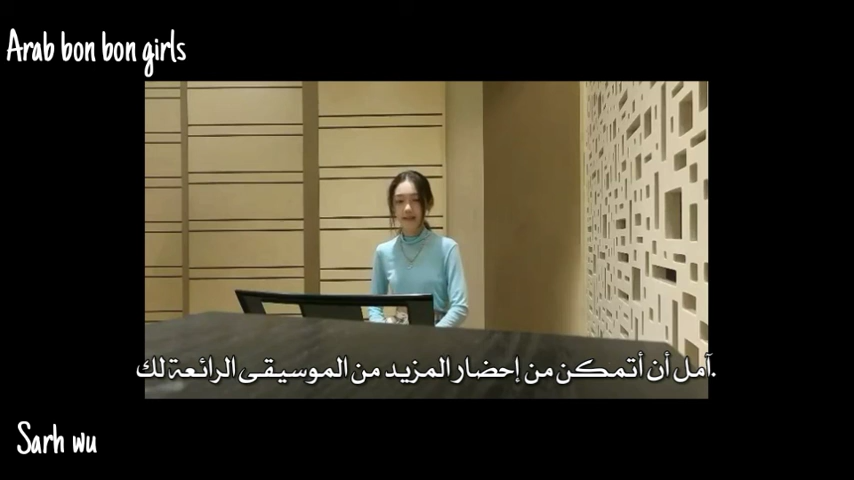 Arab bon bon girls
آمل أن أتمكن من إحضار المزيد من الموسيقى الرائعة لك.
Sarh wu